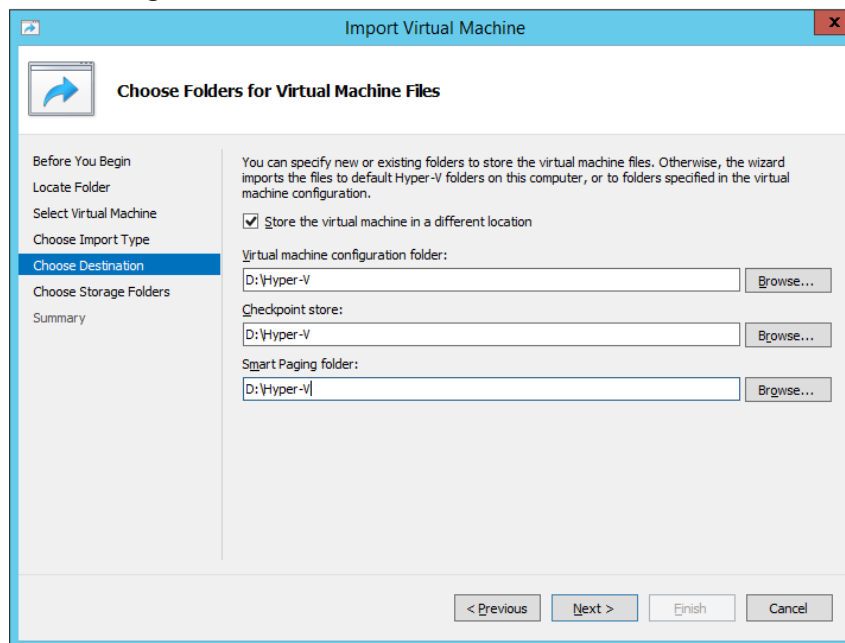 Import Virtual Machine
x
Choose Folders for Virtual Machine Files
Before You Begin
Locate Folder
Select Virtual Machine
Choose Import Type
Choose Destination
Choose Storage Folders
Summary
You can specify new or existing folders to store the virtual machine files. Otherwise, the wizard
imports the files to default Hyper-V folders on this computer, or to folders specified in the virtual
machine configuration.
Store the virtual machine in a different location
Virtual machine configuration folder:
D:\Hyper-V
Browse...
Checkpoint store:
D:\Hyper-V
Browse...
Smart Paging folder:
D:\Hyper-V
Browse...
< Previous
Next >
Finish
Cancel